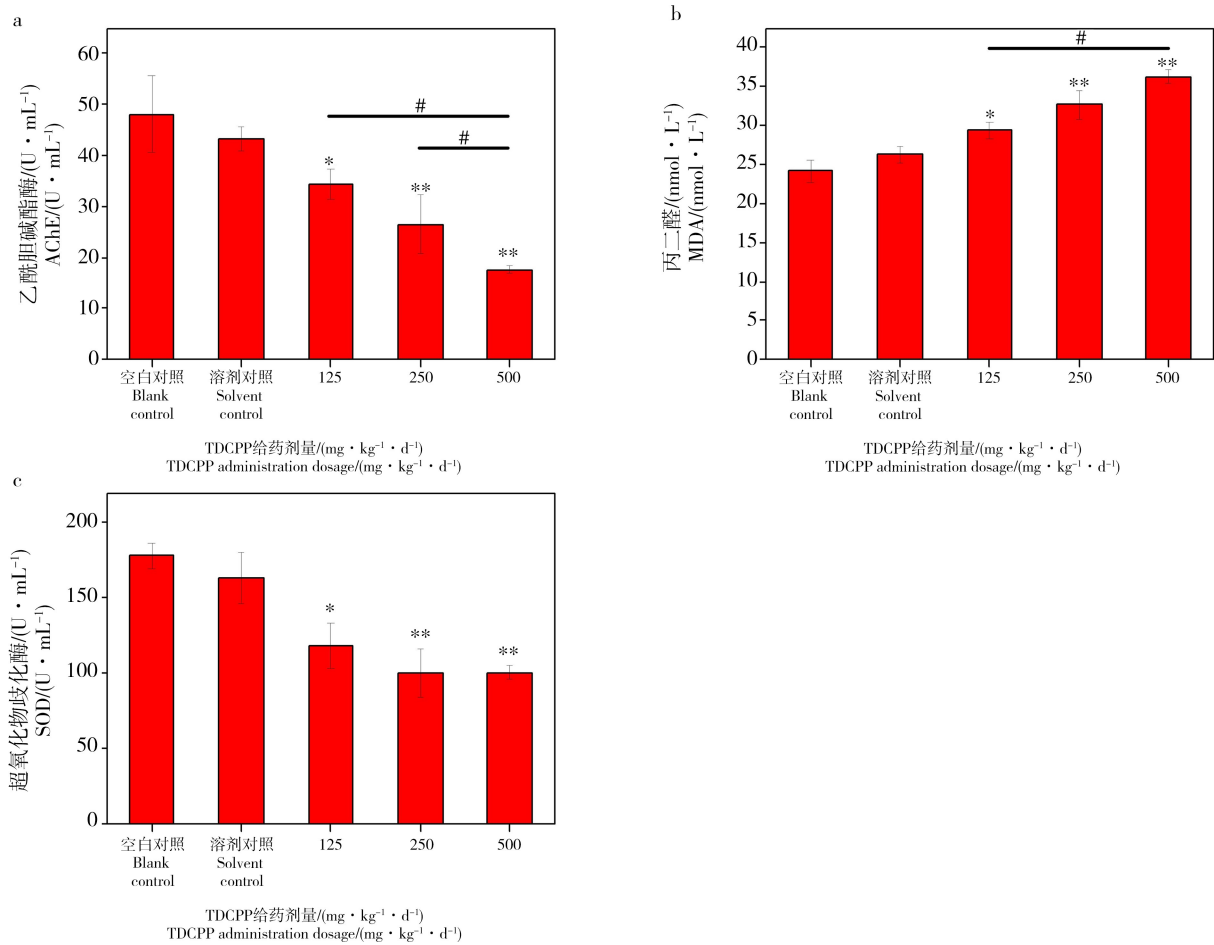 a
乙酰胆碱酯酶/(U·mL⁻¹)
AChE/(U·mL⁻¹)
60
50
40
30
20
10
0
#
#
*
**
**
空白对照
Blank
control
溶剂对照
Solvent
control
125
250
500
TDCPP给药剂量/(mg·kg⁻¹·d⁻¹)
TDCPP administration dosage/(mg·kg⁻¹·d⁻¹)
b
丙二醛/(nmol·L⁻¹)
MDA/(nmol·L⁻¹)
40
35
30
25
20
15
10
5
0
#
*
**
**
空白对照
Blank
control
溶剂对照
Solvent
control
125
250
500
TDCPP给药剂量/(mg·kg⁻¹·d⁻¹)
TDCPP administration dosage/(mg·kg⁻¹·d⁻¹)
c
超氧化物歧化酶/(U·mL⁻¹)
SOD/(U·mL⁻¹)
200
150
100
50
0
*
**
**
空白对照
Blank
control
溶剂对照
Solvent
control
125
250
500
TDCPP给药剂量/(mg·kg⁻¹·d⁻¹)
TDCPP administration dosage/(mg·kg⁻¹·d⁻¹)